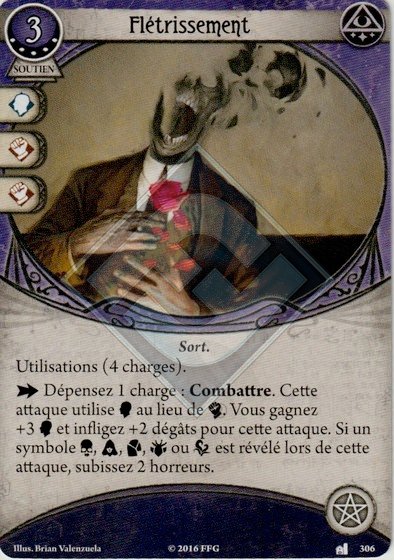 3
Flétrissement
SOUTIEN
Sort.
Utilisations (4 charges).
Dépensez 1 charge : Combattre. Cette
attaque utilise au lieu de . Vous gagnez
+3 et infligez +2 dégâts pour cette attaque. Si un
symbole , , , ou est révélé lors de cette
attaque, subissez 2 horreurs.
Illus. Brian Valenzuela
© 2016 FFG
306